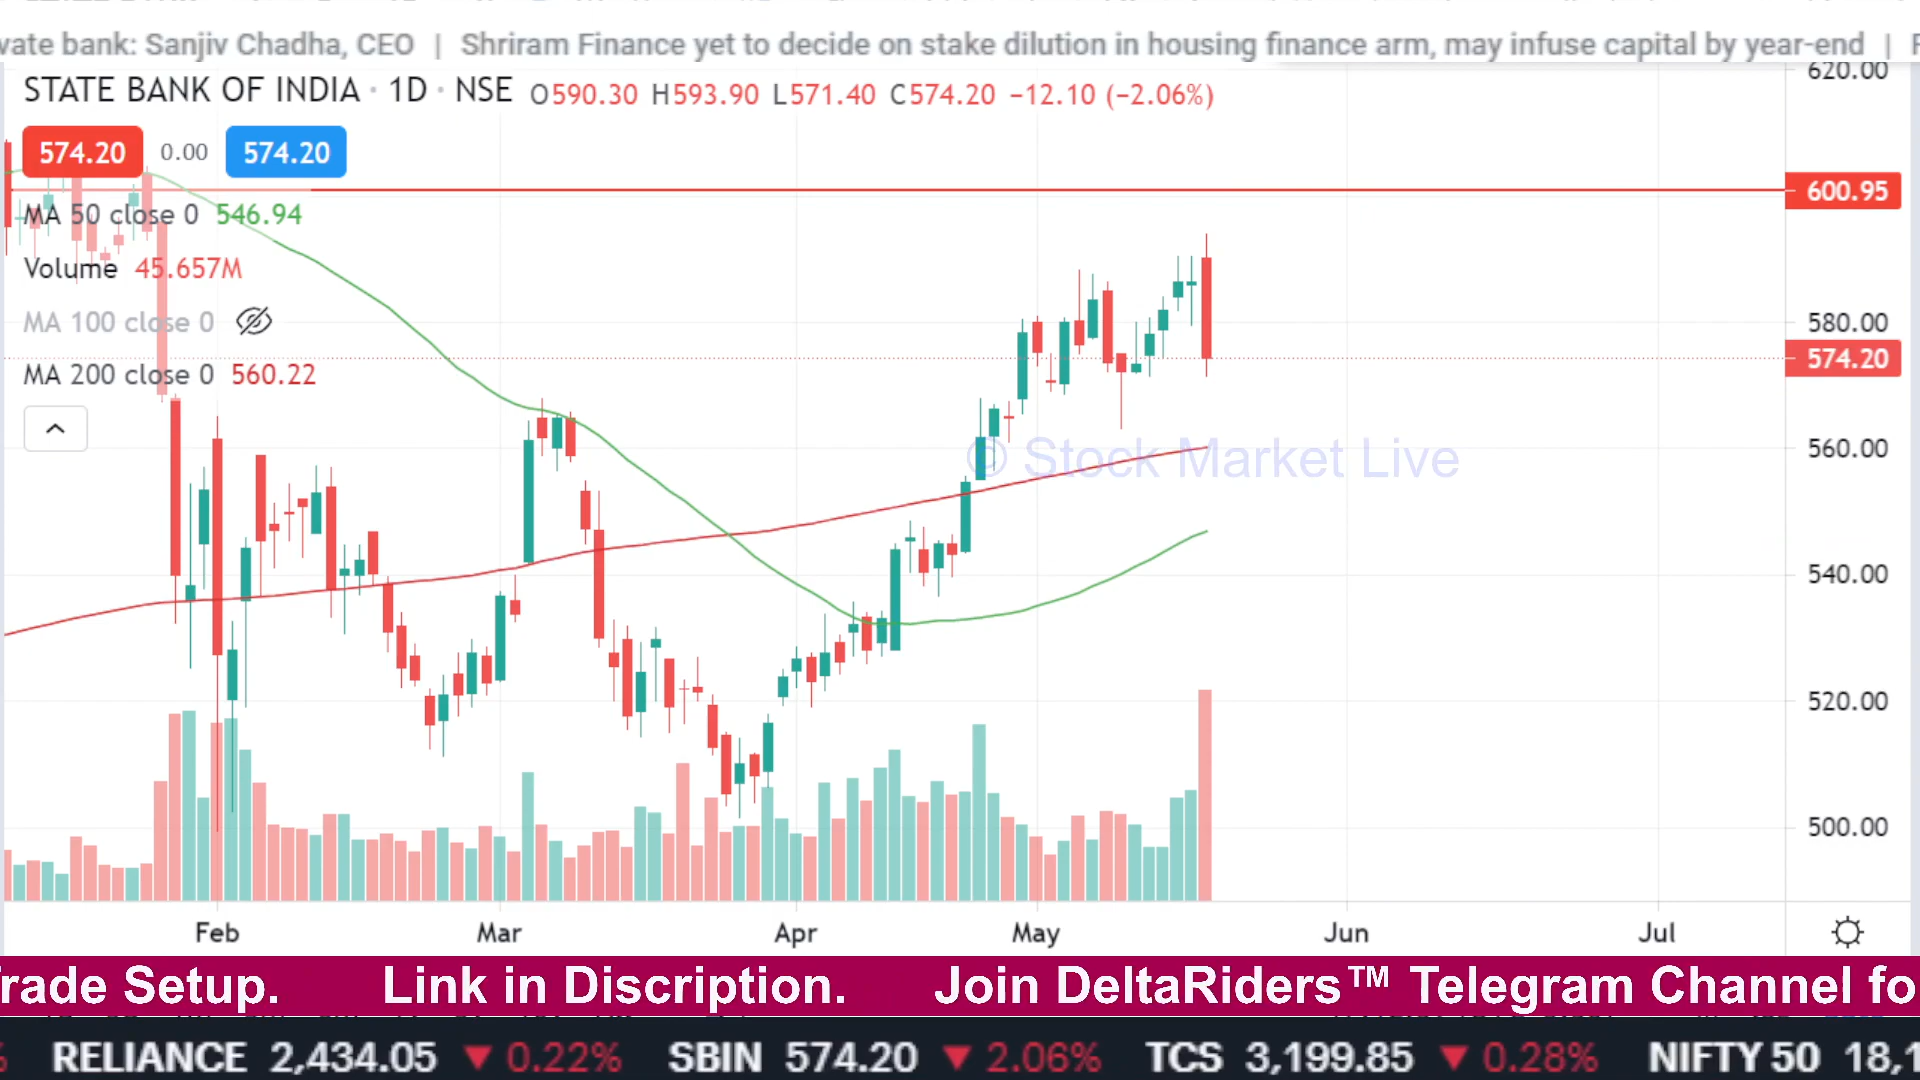 vate bank: Sanjiv Chadha, CEO | Shriram Finance yet to decide on stake dilution in housing finance arm, may infuse capital by year-end |
STATE BANK OF INDIA · 1D · NSE O590.30 H593.90 L571.40 C574.20 −12.10 (−2.06%)
574.20 0.00 574.20
MA 50 close 0 546.94
Volume 45.657M
MA 100 close 0
MA 200 close 0 560.22
620.00
600.95
580.00
574.20
560.00
540.00
520.00
500.00
© Stock Market Live
Feb Mar Apr May Jun Jul
rade Setup. Link in Discription. Join DeltaRiders™ Telegram Channel fo
% RELIANCE 2,434.05 ▼ 0.22% SBIN 574.20 ▼ 2.06% TCS 3,199.85 ▼ 0.28% NIFTY 50 18,1